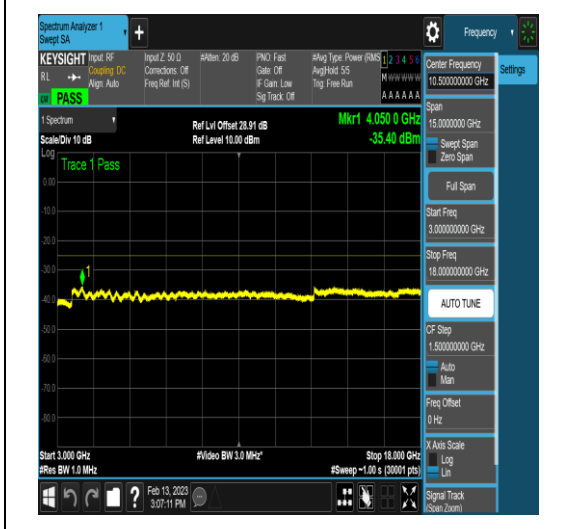 Spectrum Analyzer 1
Swept SA
+
Frequency
KEYSIGHT Input: RF Input Z: 50 Ω #Atten: 20 dB PNO: Fast #Avg Type: Power (RMS 1 2 3 4 5 6
RL Coupling: DC Corrections: Off Gate: Off Avg|Hold: 5/5 M W W W W W
Align: Auto Freq Ref: Int (S) IF Gain: Low Trig: Free Run
Sig Track: Off A A A A A A
PASS
1 Spectrum
Scale/Div 10 dB
Ref Lvl Offset 28.91 dB
Ref Level 10.00 dBm
Mkr1 4.050 0 GHz
-35.40 dBm
Log
Trace 1 Pass
0.00
-10.0
-20.0
-30.0
1
-40.0
-50.0
-60.0
-70.0
-80.0
Start 3.000 GHz #Video BW 3.0 MHz* Stop 18.000 GHz
#Res BW 1.0 MHz #Sweep ~1.00 s (30001 pts)
? Feb 13, 2023
3:07:11 PM
Center Frequency
10.500000000 GHz
Settings
Span
15.0000000 GHz
Swept Span
Zero Span
Full Span
Start Freq
3.000000000 GHz
Stop Freq
18.000000000 GHz
AUTO TUNE
CF Step
1.500000000 GHz
Auto
Man
Freq Offset
0 Hz
X Axis Scale
Log
Lin
Signal Track
(Span Zoom)